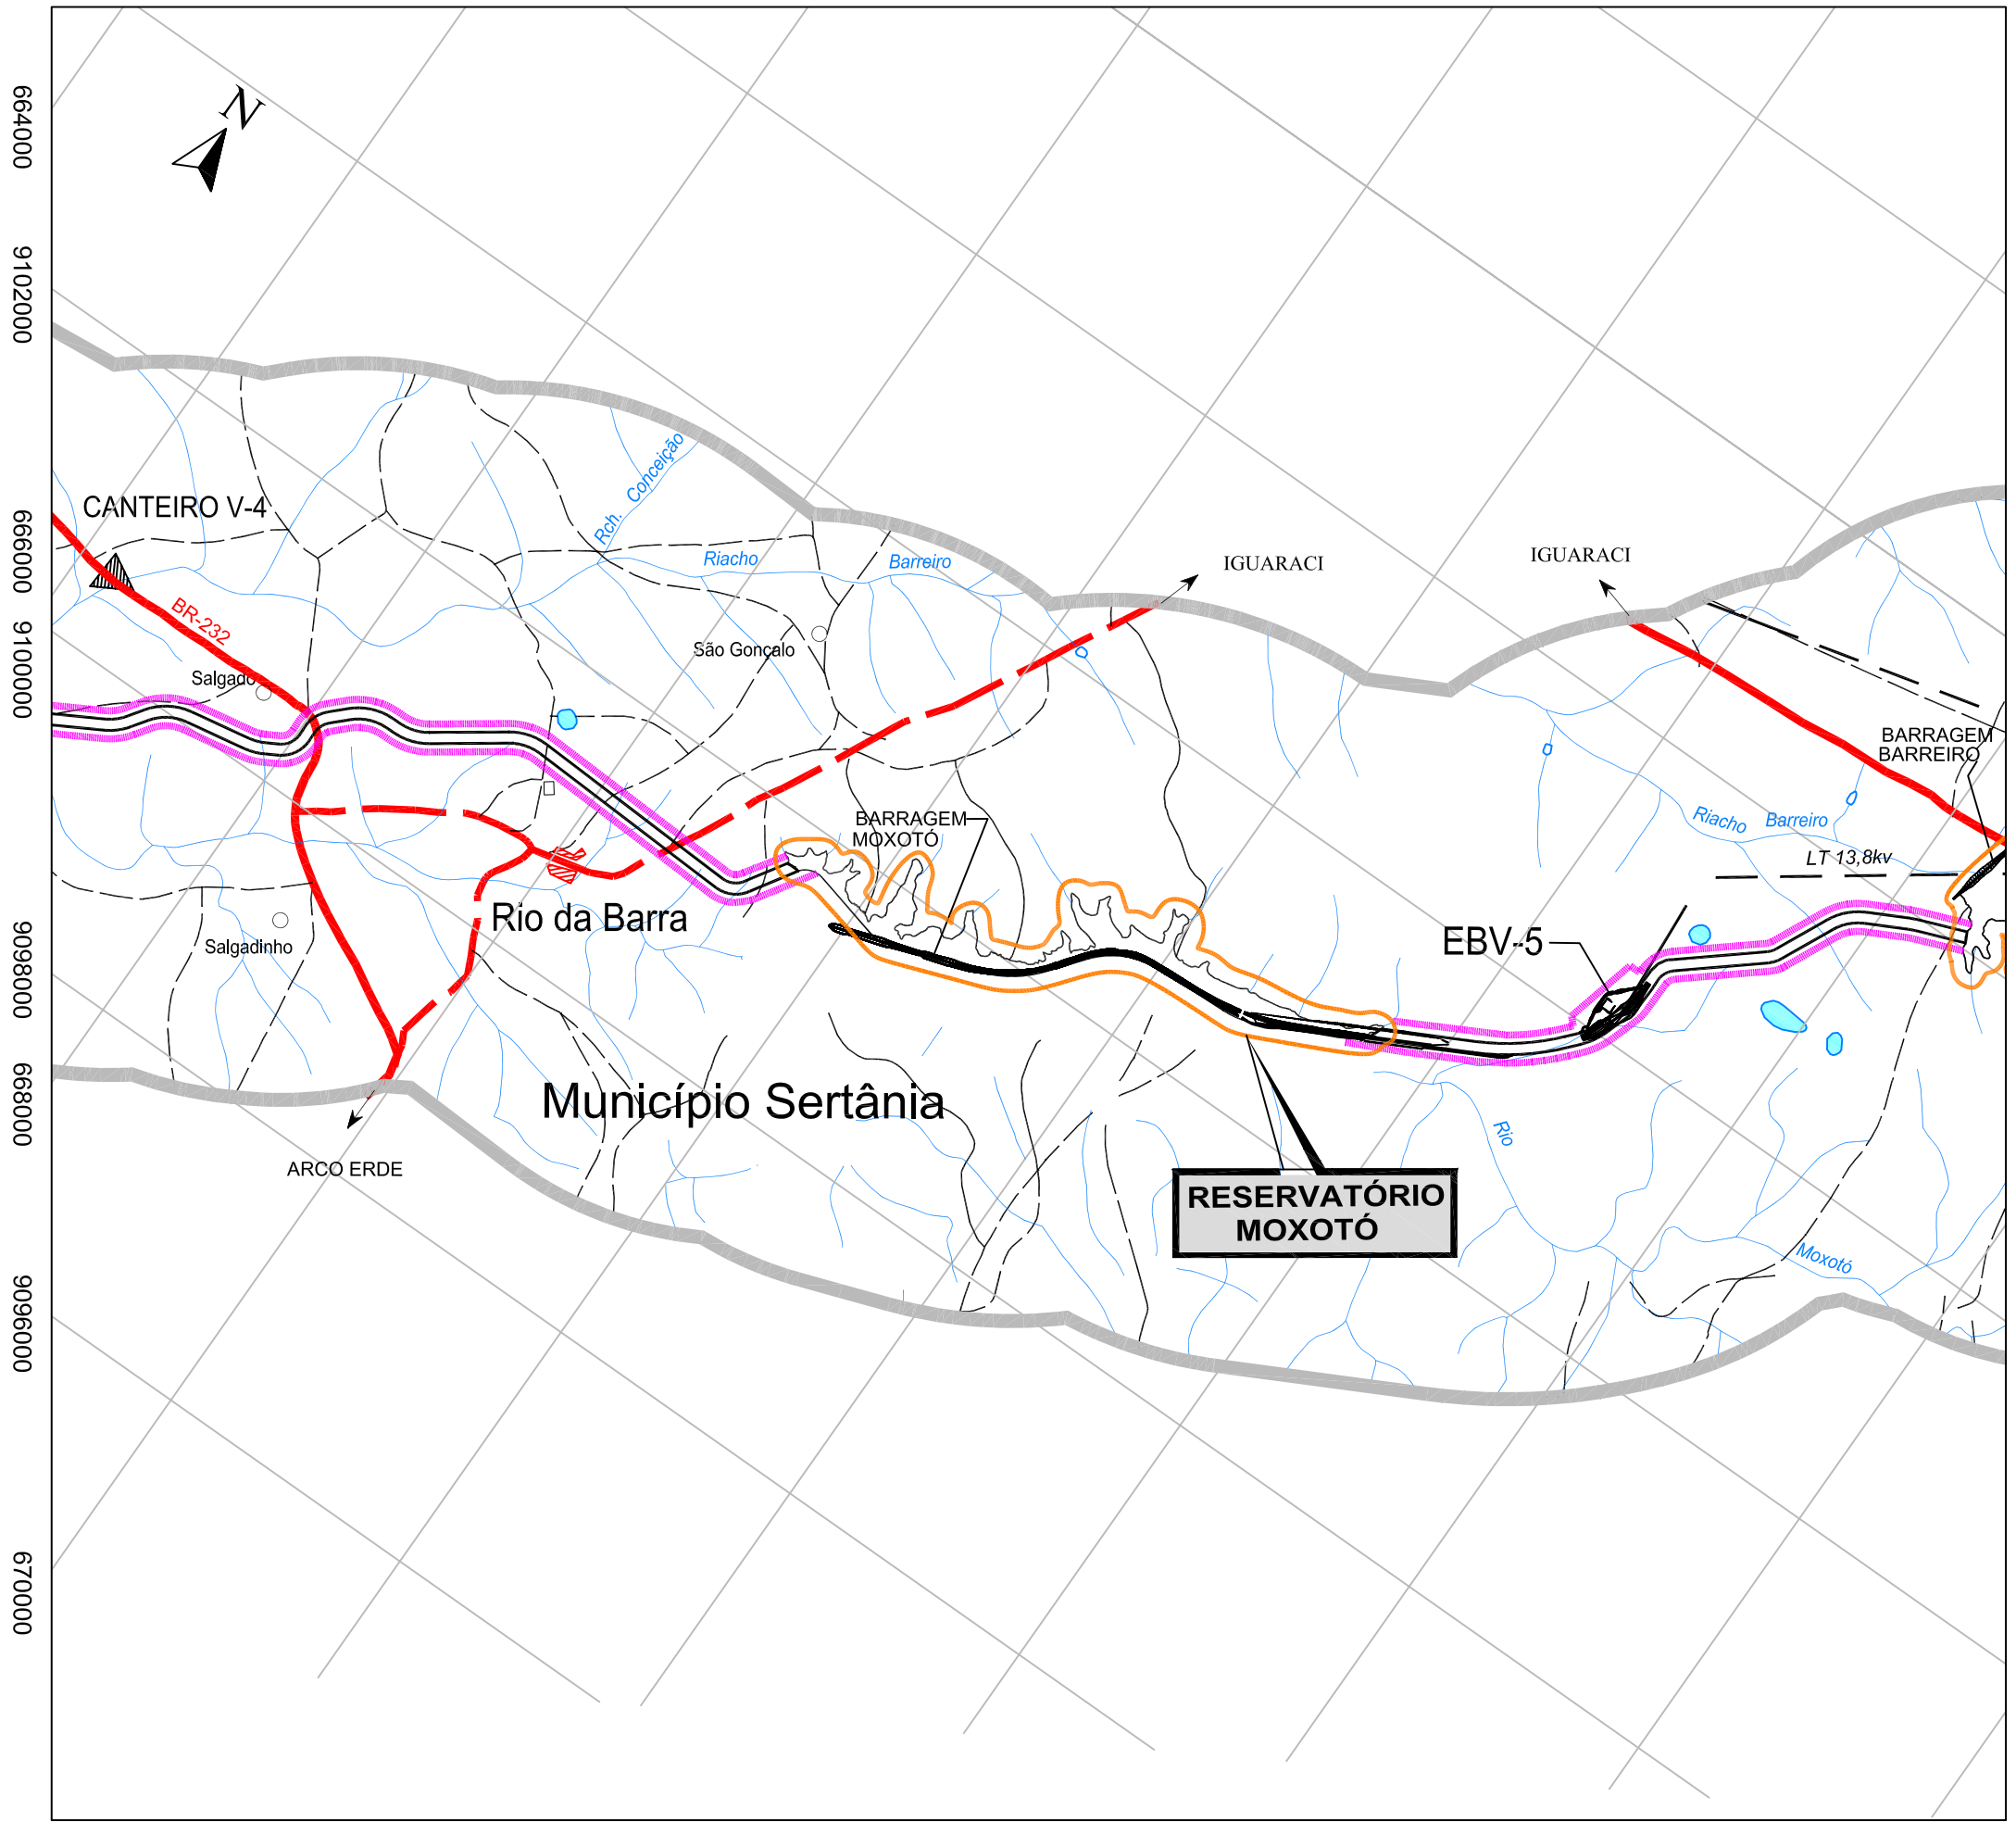 664000
9102000
666000
9100000
9098000
668000
9096000
670000
N
CANTEIRO V-4
BR-232
Salgado
Rch. Conceição
Riacho Barreiro
São Gonçalo
IGUARACI
IGUARACI
BARRAGEM
BARREIRO
Riacho Barreiro
LT 13,8kv
BARRAGEM
MOXOTÓ
Rio da Barra
Salgadinho
EBV-5
Município Sertânia
ARCO ERDE
Rio
Moxotó
RESERVATÓRIO
MOXOTÓ